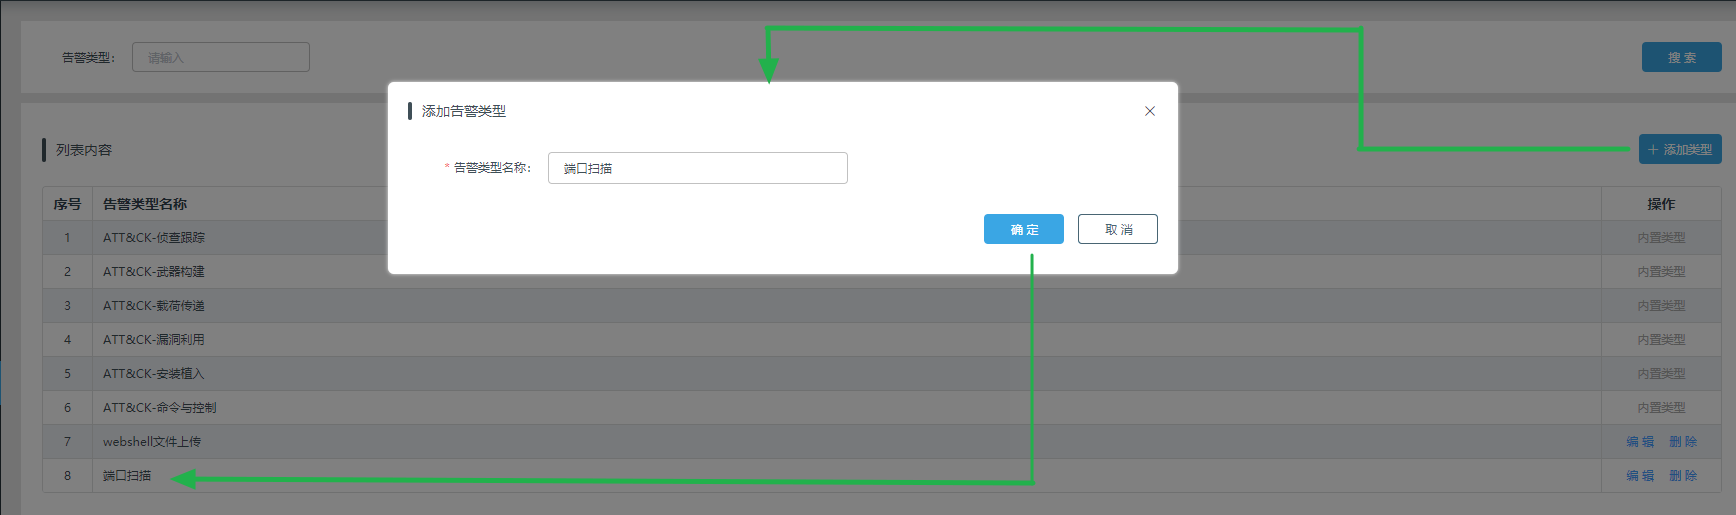 告警类型： 请输入 搜 索
添加告警类型
* 告警类型名称： 端口扫描
确 定 取 消
列表内容 + 添加类型
序号 告警类型名称 操作
1 ATT&CK-侦查跟踪 内置类型
2 ATT&CK-武器构建 内置类型
3 ATT&CK-载荷传递 内置类型
4 ATT&CK-漏洞利用 内置类型
5 ATT&CK-安装植入 内置类型
6 ATT&CK-命令与控制 内置类型
7 webshell文件上传 编 辑 删 除
8 端口扫描 编 辑 删 除